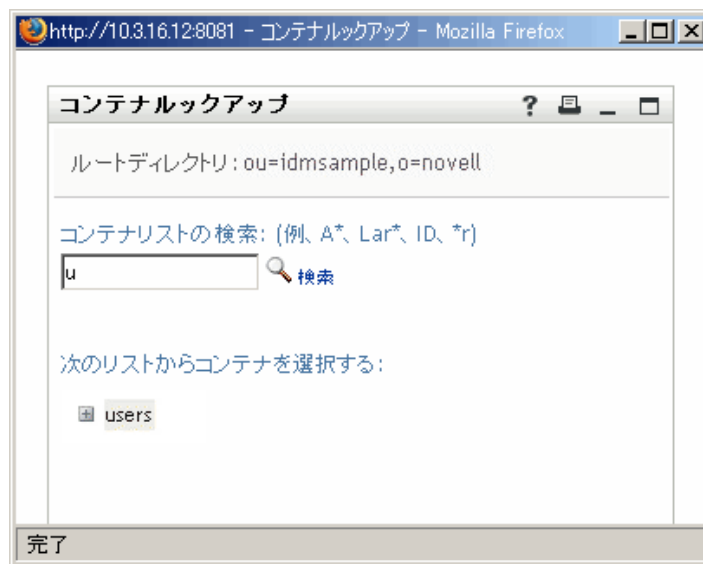 http://10.3.16.12:8081 - コンテナルックアップ - Mozilla Firefox
コンテナルックアップ
ルートディレクトリ: ou=idmsample,o=novell
コンテナリストの検索: (例、A*、Lar*、ID、*r)
u 検索
次のリストからコンテナを選択する:
users
完了